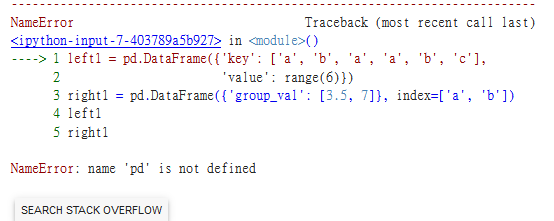 ---------------------------------------------------------------------------
NameError                                 Traceback (most recent call last)
<ipython-input-7-403789a5b927> in <module>()
----> 1 left1 = pd.DataFrame({'key': ['a', 'b', 'a', 'a', 'b', 'c'],
      2                       'value': range(6)})
      3 right1 = pd.DataFrame({'group_val': [3.5, 7]}, index=['a', 'b'])
      4 left1
      5 right1
NameError: name 'pd' is not defined
SEARCH STACK OVERFLOW